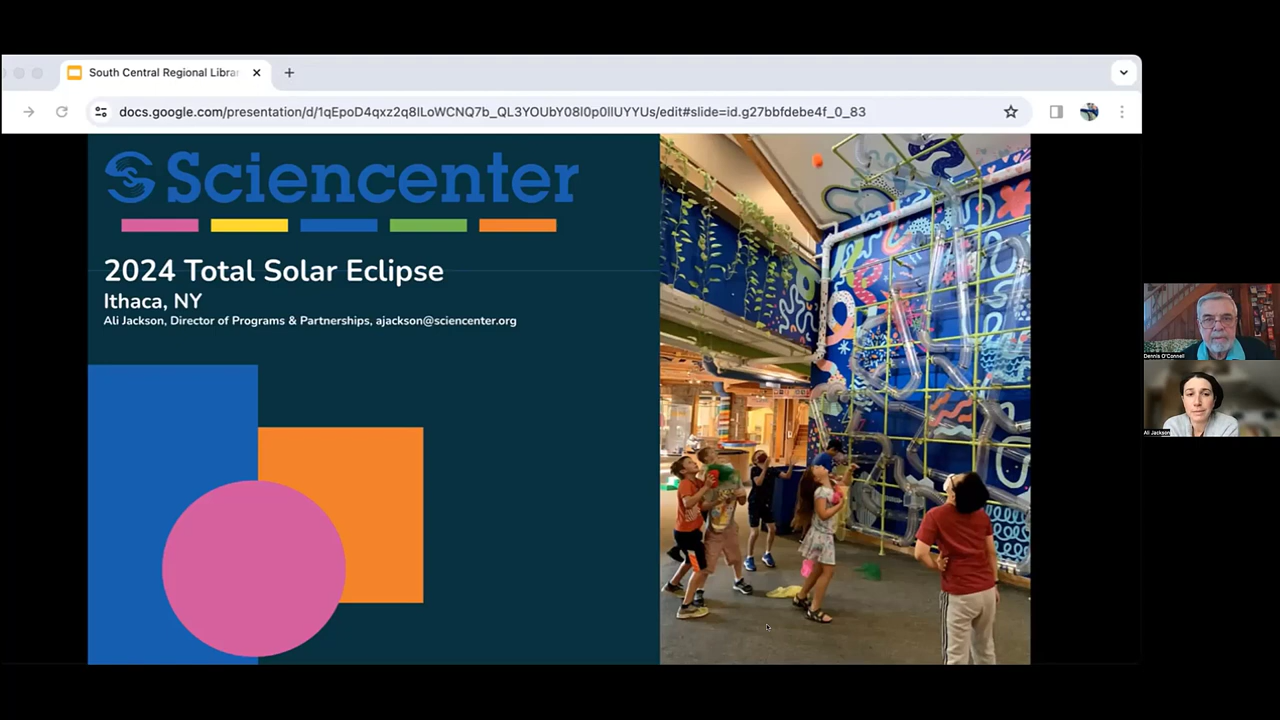 South Central Regional Librar
docs.google.com/presentation/d/1qEpoD4qxz2q8ILoWCNQ7b_QL3YOUbY08l0p0llUYYUs/edit#slide=id.g27bbfdebe4f_0_83
Sciencenter
2024 Total Solar Eclipse
Ithaca, NY
Ali Jackson, Director of Programs & Partnerships, ajackson@sciencenter.org
Dennis O'Connell
Ali Jackson